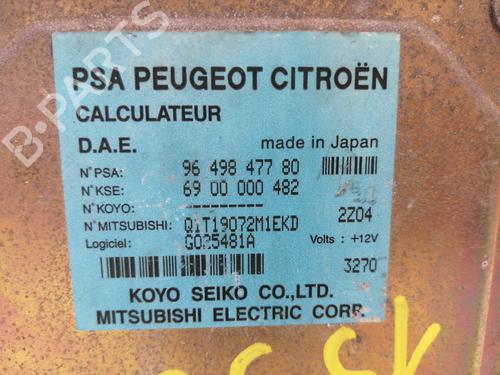 B-PARTS
PSA PEUGEOT CITROËN
CALCULATEUR
D.A.E. made in Japan
N°PSA: 96 498 477 80
N°KSE: 69 00 000 482
N°KOYO: ----------
N°MITSUBISHI: Q1T19072M1EKD 2Z04
Logiciel: G025481A Volts : +12V
3270
KOYO SEIKO CO.,LTD.
MITSUBISHI ELECTRIC CORP.